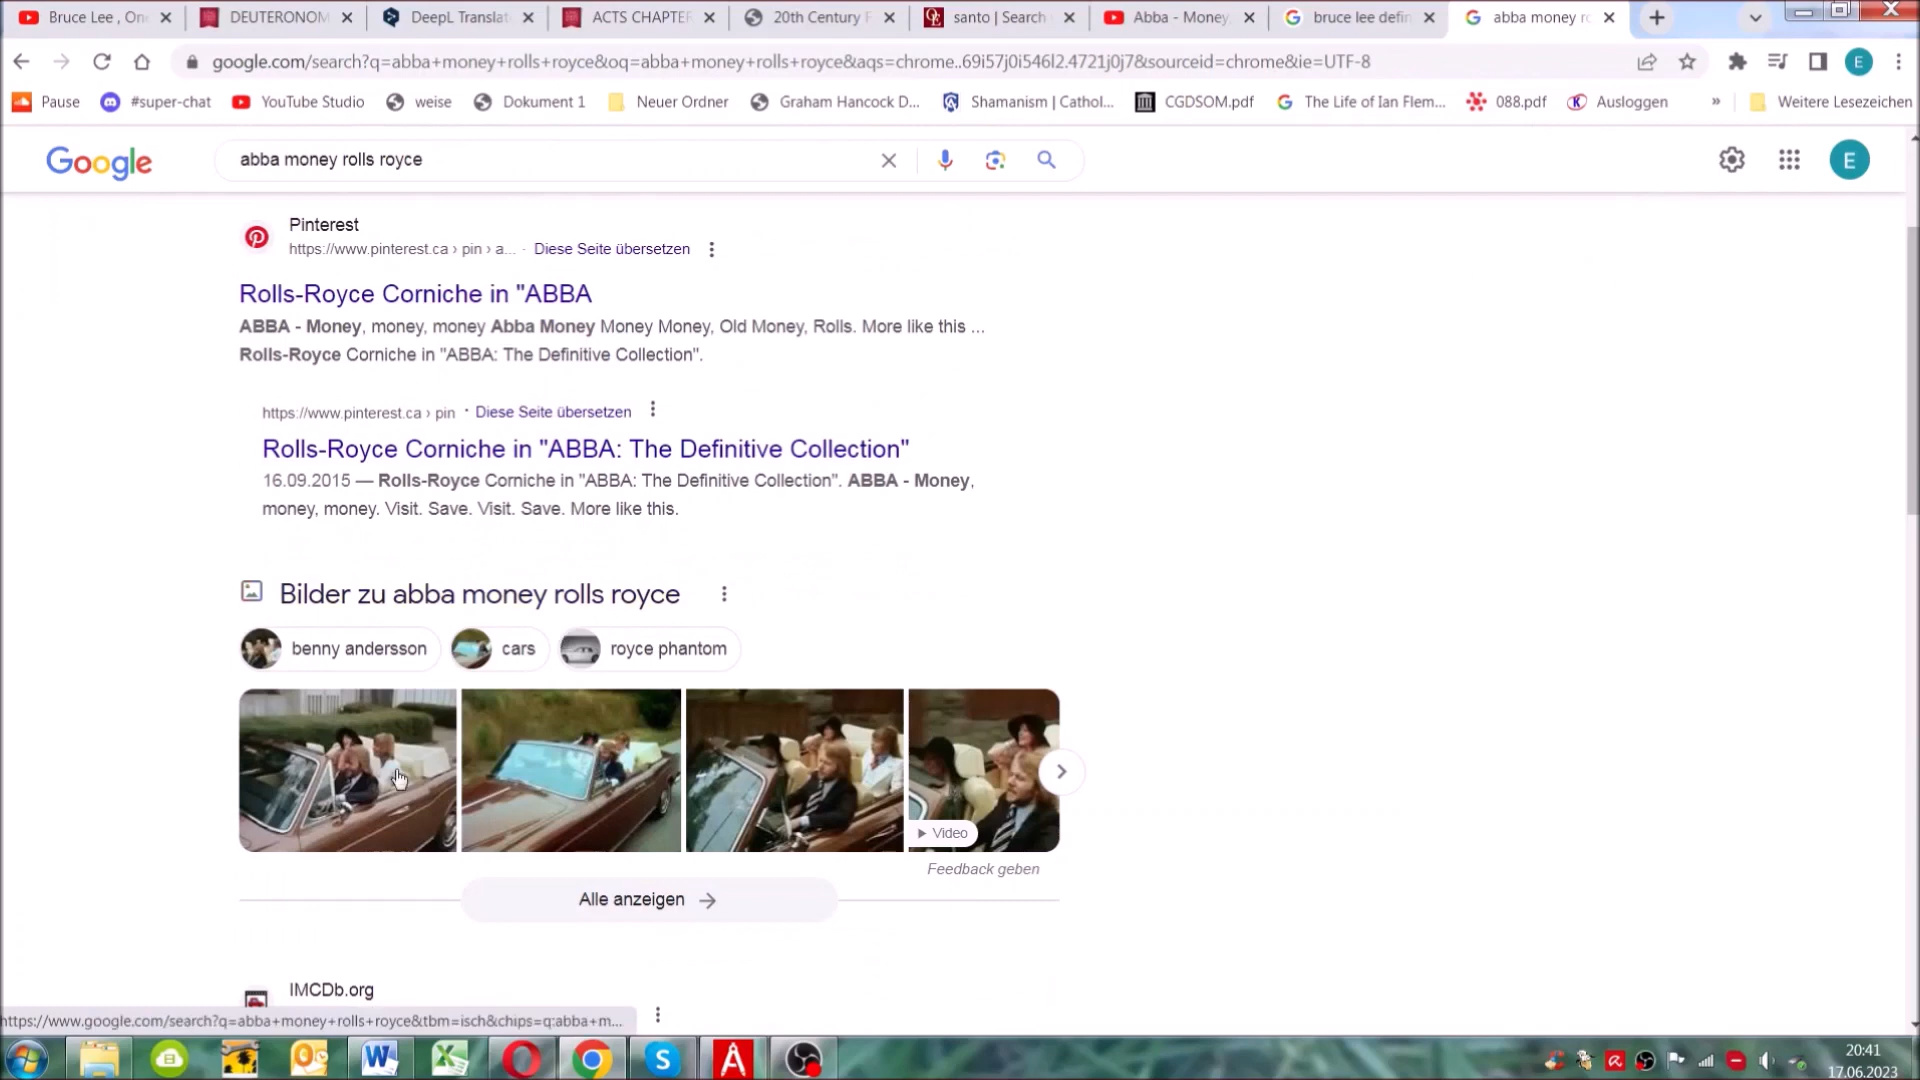 Bruce Lee , On
DEUTERONOM
DeepL Translat
ACTS CHAPTER
20th Century F
santo | Search
Abba - Money,
bruce lee defin
abba money ro
google.com/search?q=abba+money+rolls+royce&oq=abba+money+rolls+royce&aqs=chrome..69i57j0i546l2.4721j0j7&sourceid=chrome&ie=UTF-8
E
Pause
#super-chat
YouTube Studio
weise
Dokument 1
Neuer Ordner
Graham Hancock D...
Shamanism | Cathol...
CGDSOM.pdf
The Life of Ian Flem...
088.pdf
Ausloggen
»
Weitere Lesezeichen
Google
abba money rolls royce
E
Pinterest
https://www.pinterest.ca › pin › a... · Diese Seite übersetzen
Rolls-Royce Corniche in "ABBA
ABBA - Money, money, money Abba Money Money Money, Old Money, Rolls. More like this ...
Rolls-Royce Corniche in "ABBA: The Definitive Collection".
https://www.pinterest.ca › pin · Diese Seite übersetzen
Rolls-Royce Corniche in "ABBA: The Definitive Collection"
16.09.2015 — Rolls-Royce Corniche in "ABBA: The Definitive Collection". ABBA - Money,
money, money. Visit. Save. Visit. Save. More like this.
Bilder zu abba money rolls royce
benny andersson
cars
royce phantom
Video
Feedback geben
Alle anzeigen
IMCDb.org
https://www.google.com/search?q=abba+money+rolls+royce&tbm=isch&chips=q:abba+m...
20:41
17.06.2023